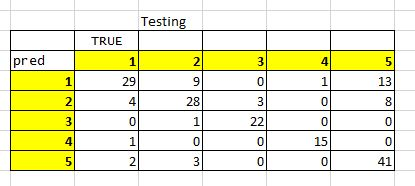 Testing
TRUE
pred 1 2 3 4 5
1 29 9 0 1 13
2 4 28 3 0 8
3 0 1 22 0 0
4 1 0 0 15 0
5 2 3 0 0 41